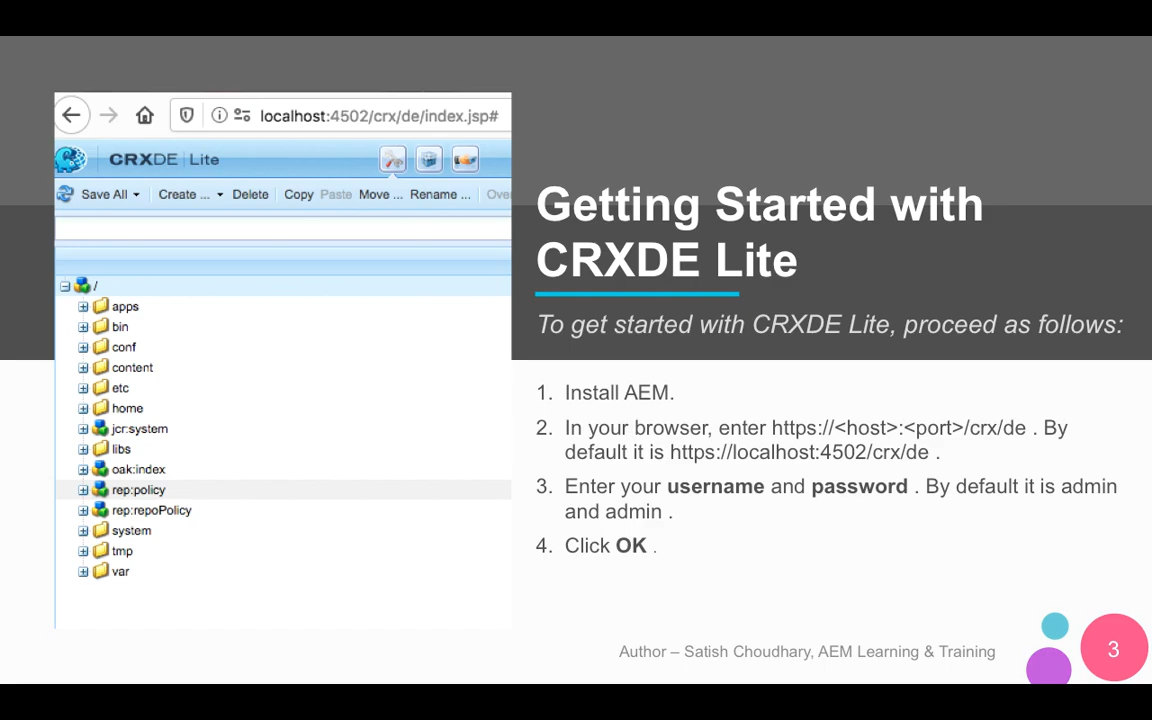 localhost:4502/crx/de/index.jsp#
CRXDE | Lite
Save All Create ... Delete Copy Paste Move ... Rename ... Over
/
apps
bin
conf
content
etc
home
jcr:system
libs
oak:index
rep:policy
rep:repoPolicy
system
tmp
var
Getting Started with
CRXDE Lite
To get started with CRXDE Lite, proceed as follows:
1. Install AEM.
2. In your browser, enter https://<host>:<port>/crx/de . By
default it is https://localhost:4502/crx/de .
3. Enter your username and password . By default it is admin
and admin .
4. Click OK .
Author – Satish Choudhary, AEM Learning & Training
3